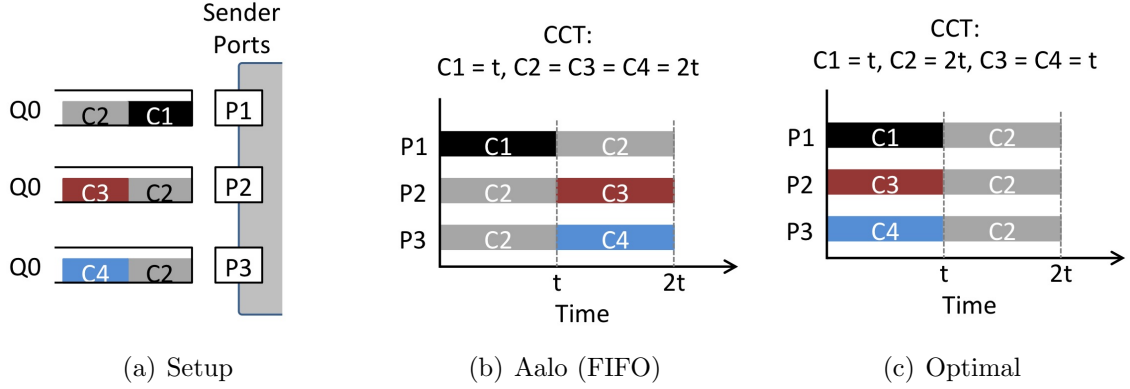 Sender
Ports
Q0 C2 C1 P1
Q0 C3 C2 P2
Q0 C4 C2 P3
(a) Setup
CCT:
C1 = t, C2 = C3 = C4 = 2t
P1 C1 C2
P2 C2 C3
P3 C2 C4
t 2t
Time
(b) Aalo (FIFO)
CCT:
C1 = t, C2 = 2t, C3 = C4 = t
P1 C1 C2
P2 C3 C2
P3 C4 C2
t 2t
Time
(c) Optimal